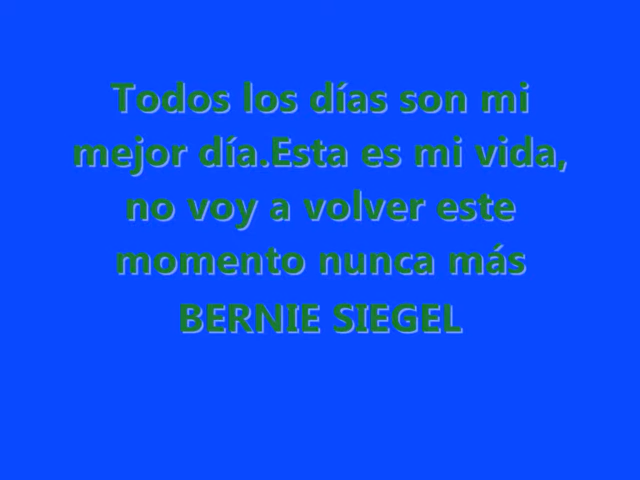 Todos los días son mi
mejor día.Esta es mi vida,
no voy a volver este
momento nunca más
BERNIE SIEGEL